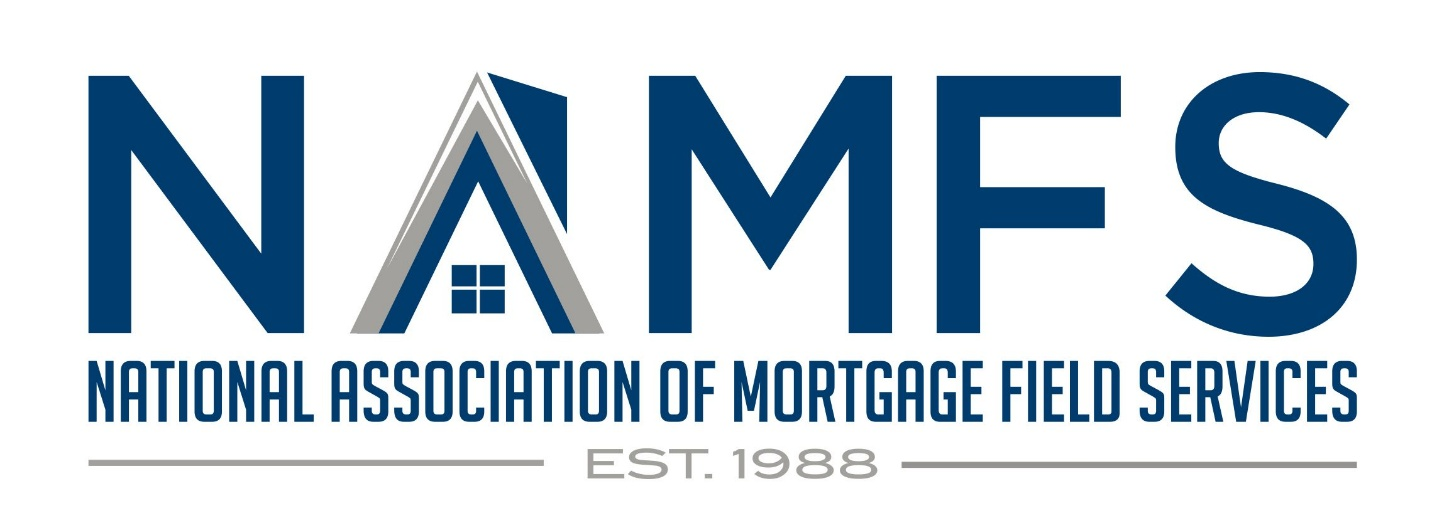 NAMFS
NATIONAL ASSOCIATION OF MORTGAGE FIELD SERVICES
EST. 1988